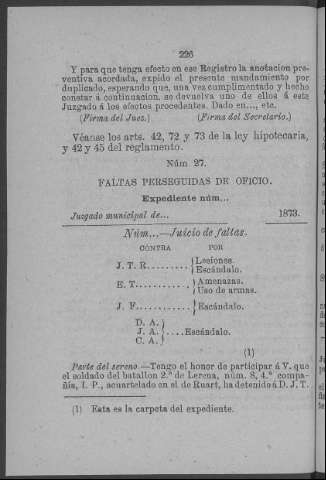 226
Y para que tenga efecto en ese Registro la anotacion pre-
ventiva acordada, expido el presente mandamiento por
duplicado, esperando que, una vez cumplimentado y hecho
constar á continuacion, se devuelva uno de ellos á este
Juzgado á los efectos procedentes. Dado en..., etc.
(Firma del Juez.) (Firma del Secretario.)
Véanse los arts. 42, 72 y 73 de la ley hipotecaria,
y 42 y 45 del reglamento.
Núm 27.
FALTAS PERSEGUIDAS DE OFICIO.
Expediente núm...
Juzgado municipal de... 1873.
Núm...—Juicio de faltas.
CONTRA POR
J. T. R......... Lesiones.
Escándalo.
E. T............ Amenazas.
Uso de armas.
J. F............ Escándalo.
D. A.
J. A. ....Escándalo.
C. A.
(1)
Parte del sereno.—Tengo el honor de participar á V. que
el soldado del batallon 2.º de Lerena, núm. 8, 4.ª compa-
ñía, I. P., acuartelado en el de Ruart, ha detenido á D. J. T.
(1) Esta es la carpeta del expediente.